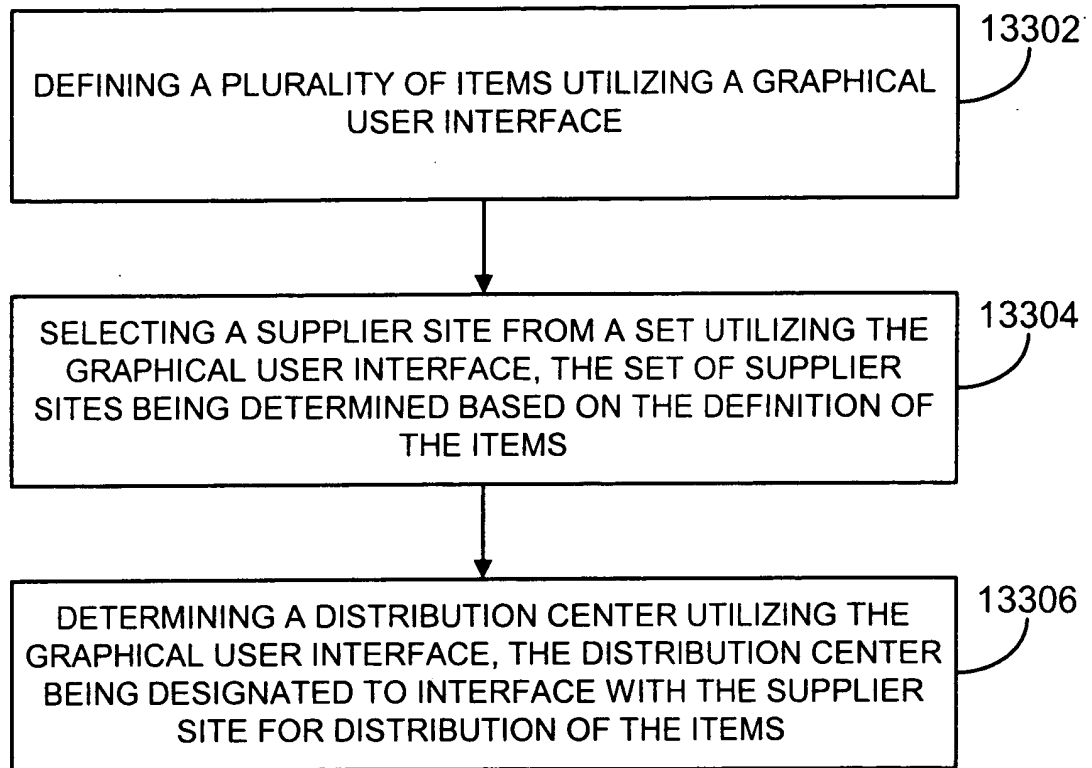 13302
DEFINING A PLURALITY OF ITEMS UTILIZING A GRAPHICAL
USER INTERFACE
13304
SELECTING A SUPPLIER SITE FROM A SET UTILIZING THE
GRAPHICAL USER INTERFACE, THE SET OF SUPPLIER
SITES BEING DETERMINED BASED ON THE DEFINITION OF
THE ITEMS
13306
DETERMINING A DISTRIBUTION CENTER UTILIZING THE
GRAPHICAL USER INTERFACE, THE DISTRIBUTION CENTER
BEING DESIGNATED TO INTERFACE WITH THE SUPPLIER
SITE FOR DISTRIBUTION OF THE ITEMS